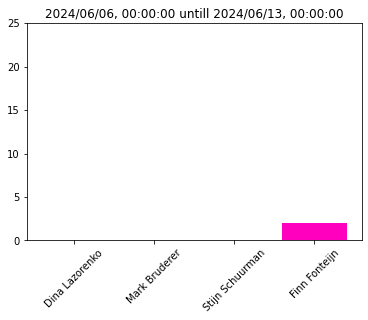 2024/06/06, 00:00:00 untill 2024/06/13, 00:00:00
25
20
15
10
5
0
Dina Lazorenko
Mark Bruderer
Stijn Schuurman
Finn Fonteijn